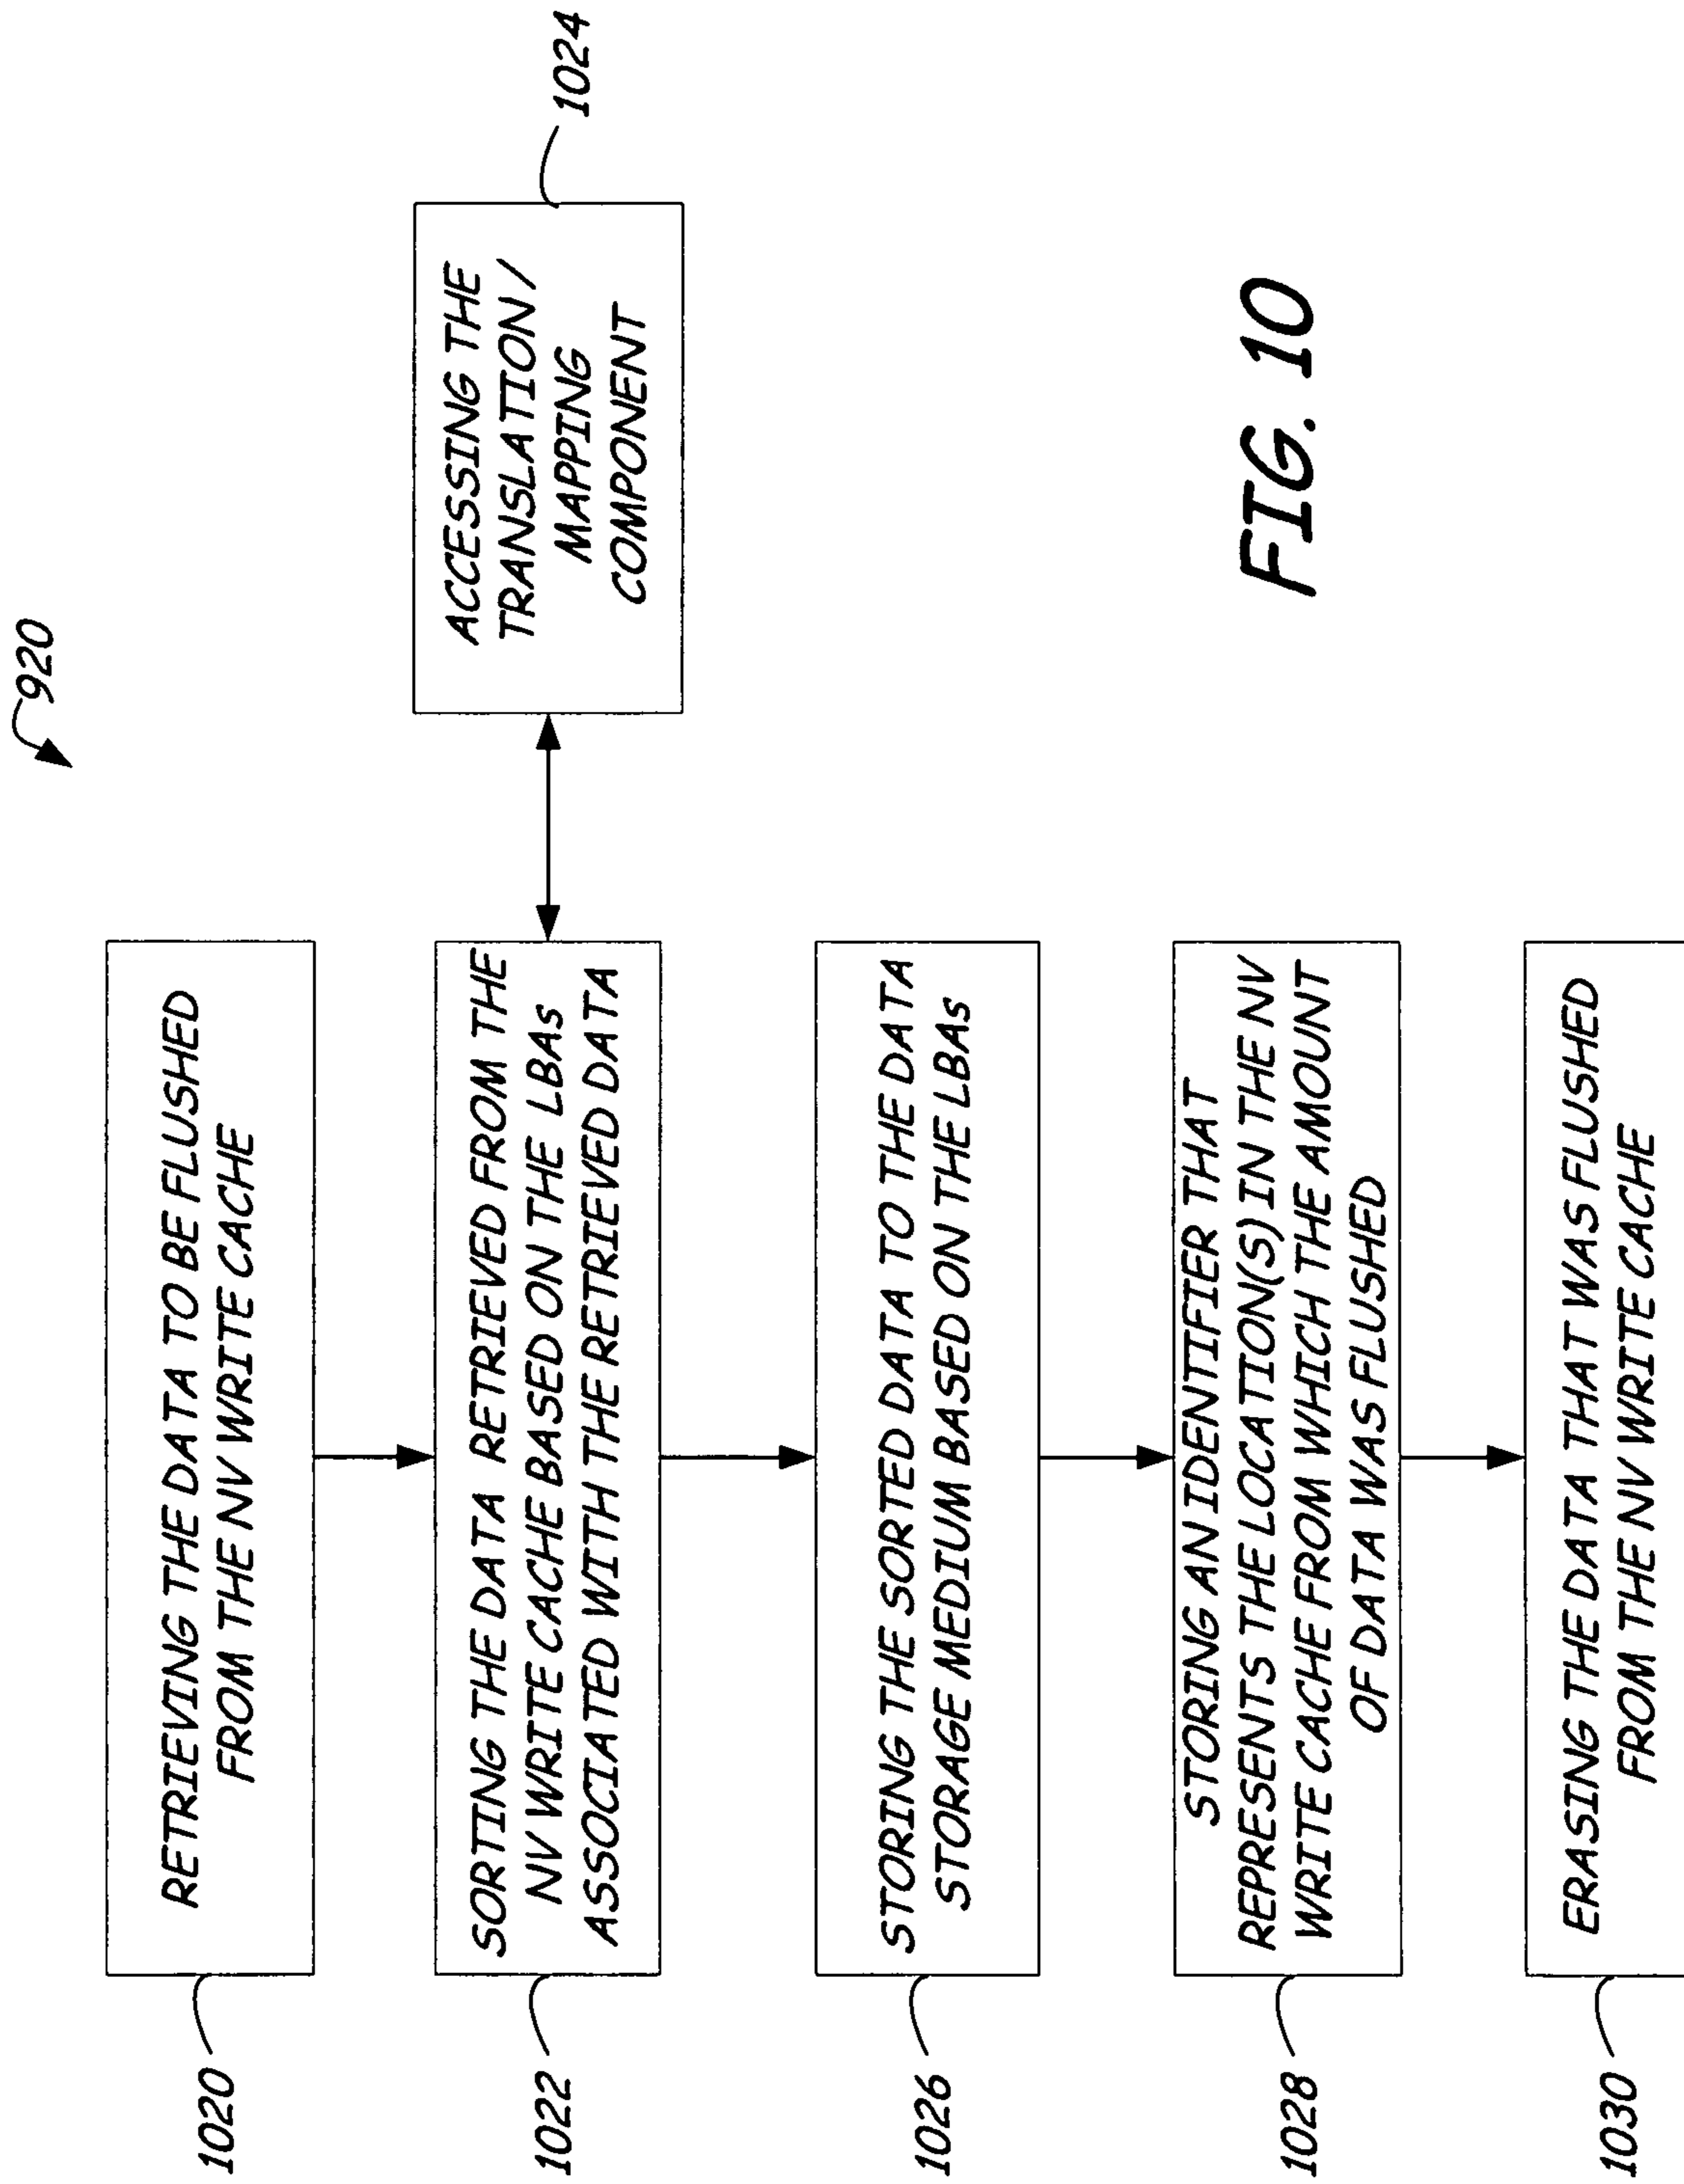 920
1020
RETRIEVING THE DATA TO BE FLUSHED
FROM THE NV WRITE CACHE
1022
SORTING THE DATA RETRIEVED FROM THE
NV WRITE CACHE BASED ON THE LBAs
ASSOCIATED WITH THE RETRIEVED DATA
1024
ACCESSING THE
TRANSLATION /
MAPPING
COMPONENT
1026
STORING THE SORTED DATA TO THE DATA
STORAGE MEDIUM BASED ON THE LBAs
1028
STORING AN IDENTIFIER THAT
REPRESENTS THE LOCATION(S) IN THE NV
WRITE CACHE FROM WHICH THE AMOUNT
OF DATA WAS FLUSHED
1030
ERASING THE DATA THAT WAS FLUSHED
FROM THE NV WRITE CACHE
FIG. 10